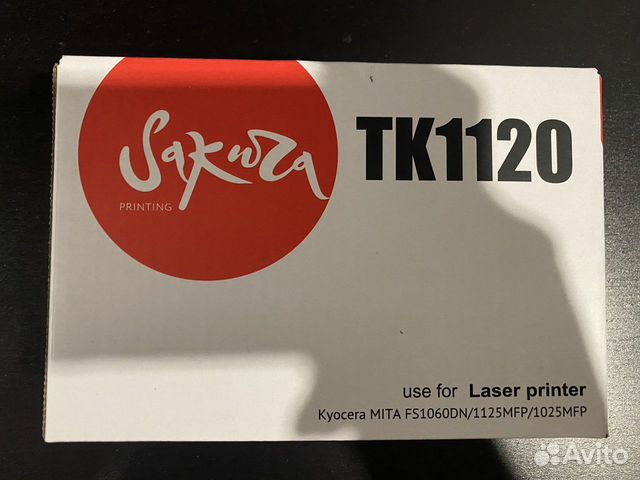 Sakura
PRINTING
TK1120
use for Laser printer
Kyocera MITA FS1060DN/1125MFP/1025MFP
Avito